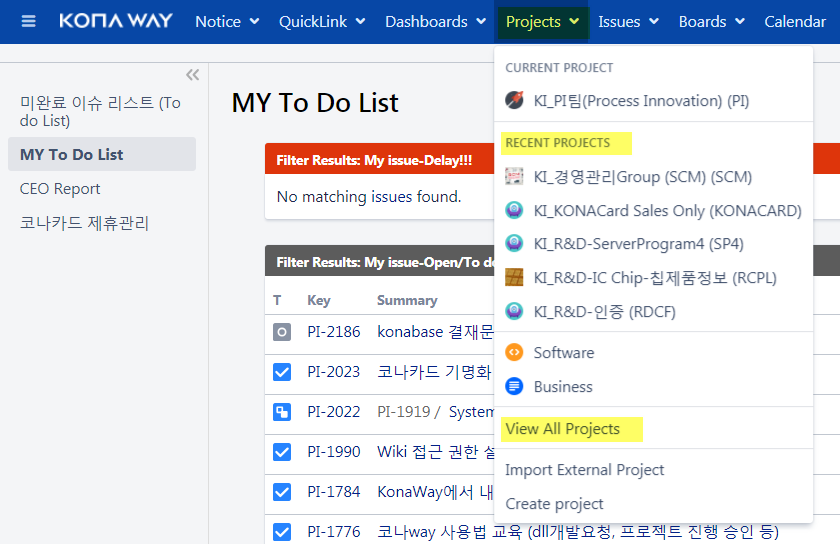 KONA WAY Notice QuickLink Dashboards Projects Issues Boards Calendar
미완료 이슈 리스트 (To
do List)
MY To Do List
CEO Report
코나카드 제휴관리
MY To Do List
Filter Results: My issue-Delay!!!
No matching issues found.
Filter Results: My issue-Open/To do
T Key Summary
PI-2186 konabase 결재문
PI-2023 코나카드 기명화
PI-2022 PI-1919 / System
PI-1990 Wiki 접근 권한 설
PI-1784 KonaWay에서 내
PI-1776 코나way 사용법 교육 (dll개발요청, 프로젝트 진행 승인 등)
CURRENT PROJECT
KI_PI팀(Process Innovation) (PI)
RECENT PROJECTS
KI_경영관리Group (SCM) (SCM)
KI_KONACard Sales Only (KONACARD)
KI_R&D-ServerProgram4 (SP4)
KI_R&D-IC Chip-칩제품정보 (RCPL)
KI_R&D-인증 (RDCF)
Software
Business
View All Projects
Import External Project
Create project